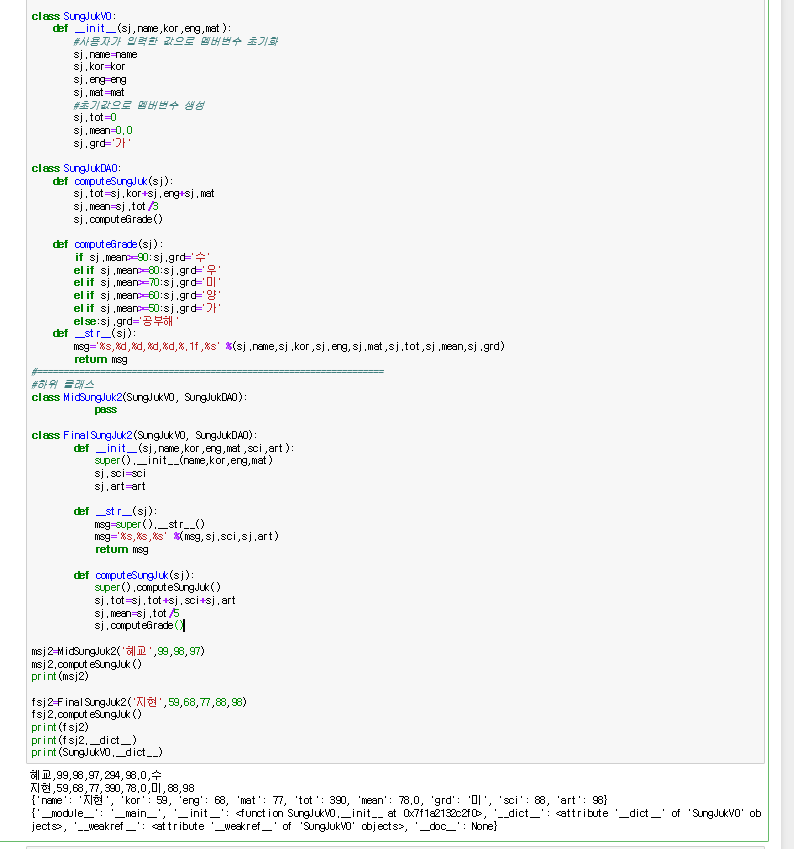 class SungJukVO:
    def __init__(sj,name,kor,eng,mat):
        #사용자가 입력한 값으로 멤버변수 초기화
        sj.name=name
        sj.kor=kor
        sj.eng=eng
        sj.mat=mat
        #초기값으로 멤버변수 생성
        sj.tot=0
        sj.mean=0.0
        sj.grd='가'
class SungJukDAO:
    def computeSungJuk(sj):
        sj.tot=sj.kor+sj.eng+sj.mat
        sj.mean=sj.tot/3
        sj.computeGrade()
    def computeGrade(sj):
        if sj.mean>=90:sj.grd='수'
        elif sj.mean>=80:sj.grd='우'
        elif sj.mean>=70:sj.grd='미'
        elif sj.mean>=60:sj.grd='양'
        elif sj.mean>=50:sj.grd='가'
        else:sj.grd='공부해'
    def __str__(sj):
        msg='%s,%d,%d,%d,%d,%.1f,%s' %(sj.name,sj.kor,sj.eng,sj.mat,sj.tot,sj.mean,sj.grd)
        return msg
#==================================================================
#하위 클래스
class MidSungJuk2(SungJukVO, SungJukDAO):
            pass
class FinalSungJuk2(SungJukVO, SungJukDAO):
        def __init__(sj,name,kor,eng,mat,sci,art):
            super().__init__(name,kor,eng,mat)
            sj.sci=sci
            sj.art=art
        def __str__(sj):
            msg=super().__str__()
            msg='%s,%s,%s' %(msg,sj.sci,sj.art)
            return msg
        def computeSungJuk(sj):
            super().computeSungJuk()
            sj.tot=sj.tot+sj.sci+sj.art
            sj.mean=sj.tot/5
            sj.computeGrade()
msj2=MidSungJuk2('혜교',99,98,97)
msj2.computeSungJuk()
print(msj2)
fsj2=FinalSungJuk2('지현',59,68,77,88,98)
fsj2.computeSungJuk()
print(fsj2)
print(fsj2.__dict__)
print(SungJukVO.__dict__)
혜교,99,98,97,294,98.0,수
지현,59,68,77,390,78.0,미,88,98
{'name': '지현', 'kor': 59, 'eng': 68, 'mat': 77, 'tot': 390, 'mean': 78.0, 'grd': '미', 'sci': 88, 'art': 98}
{'__module__': '__main__', '__init__': <function SungJukVO.__init__ at 0x7f1a2132c2f0>, '__dict__': <attribute '__dict__' of 'SungJukVO' ob
jects>, '__weakref__': <attribute '__weakref__' of 'SungJukVO' objects>, '__doc__': None}